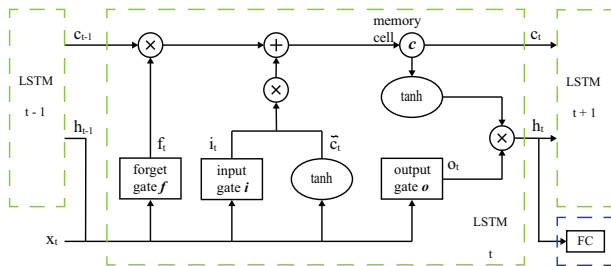 memory
cell
c_{t-1}
×
+
c
c_t
LSTM
t - 1
×
tanh
LSTM
t + 1
h_{t-1}
f_t
i_t
c̃_t
×
h_t
forget
gate f
input
gate i
tanh
output
gate o
o_t
x_t
LSTM
t
FC